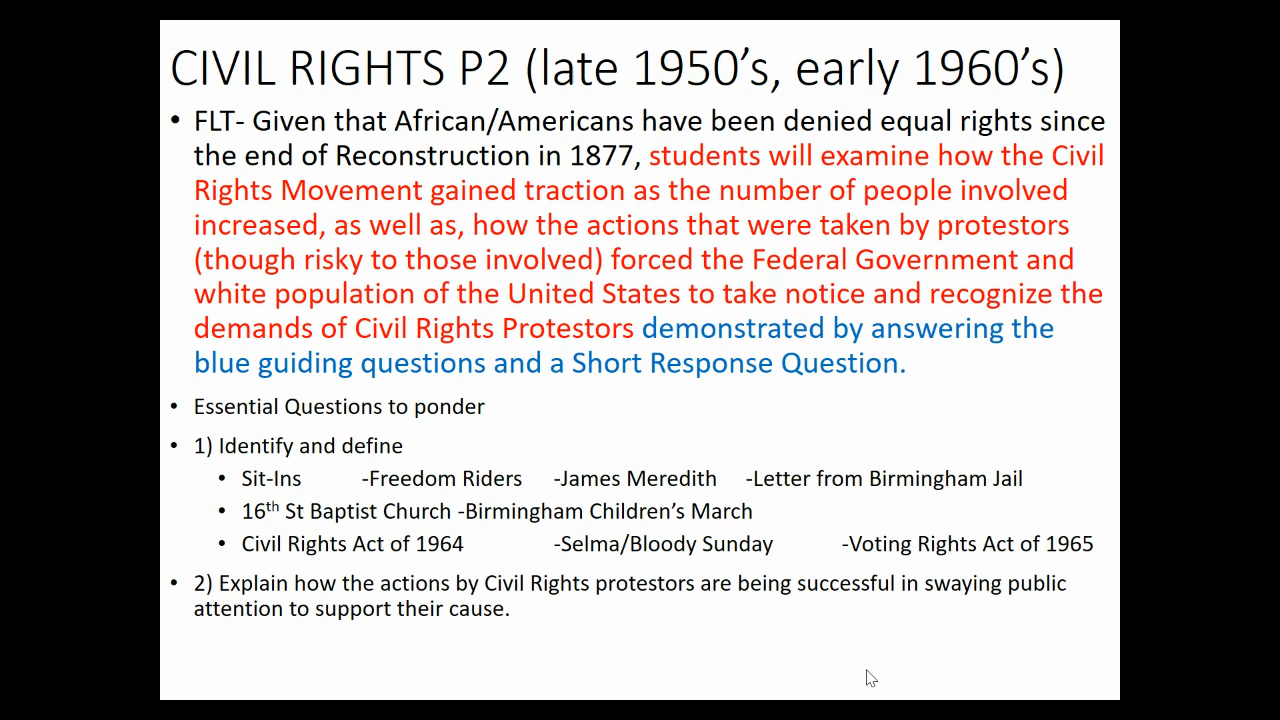 CIVIL RIGHTS P2 (late 1950's, early 1960's)
• FLT- Given that African/Americans have been denied equal rights since
the end of Reconstruction in 1877, students will examine how the Civil
Rights Movement gained traction as the number of people involved
increased, as well as, how the actions that were taken by protestors
(though risky to those involved) forced the Federal Government and
white population of the United States to take notice and recognize the
demands of Civil Rights Protestors demonstrated by answering the
blue guiding questions and a Short Response Question.
• Essential Questions to ponder
• 1) Identify and define
• Sit-Ins -Freedom Riders -James Meredith -Letter from Birmingham Jail
• 16th St Baptist Church -Birmingham Children's March
• Civil Rights Act of 1964 -Selma/Bloody Sunday -Voting Rights Act of 1965
• 2) Explain how the actions by Civil Rights protestors are being successful in swaying public
attention to support their cause.